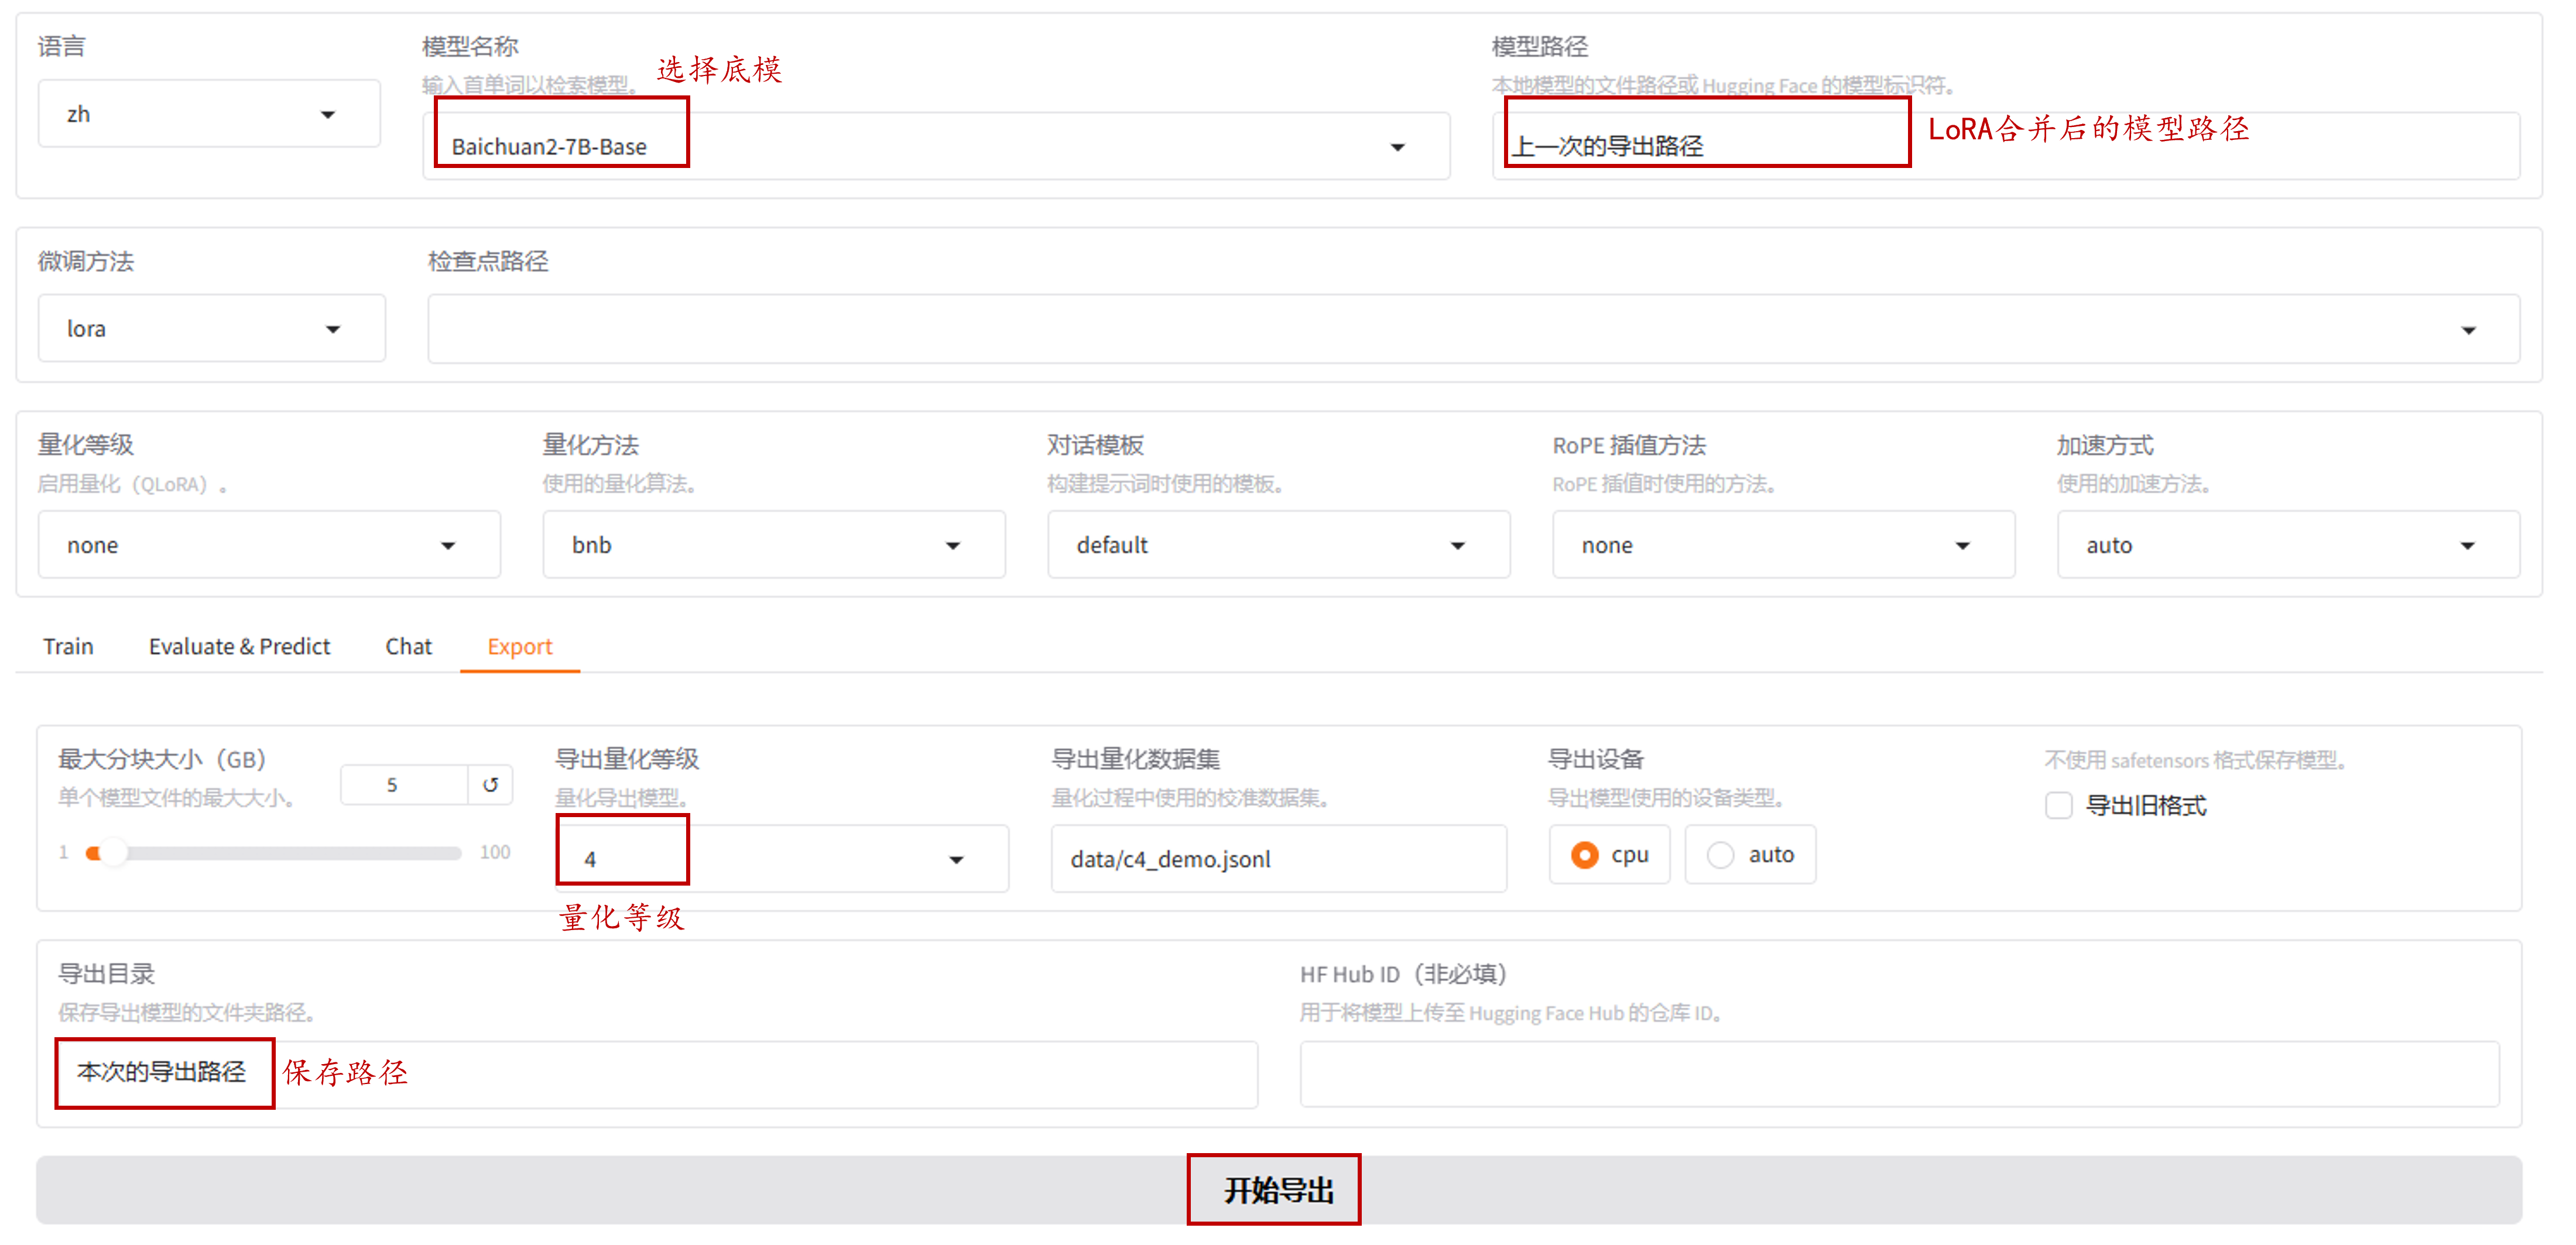 语言
zh
模型名称
输入首单词以检索模型。
选择底模
Baichuan2-7B-Base
模型路径
本地模型的文件路径或 Hugging Face 的模型标识符。
上一次的导出路径
LoRA合并后的模型路径
微调方法
lora
检查点路径
量化等级
启用量化（QLoRA）。
none
量化方法
使用的量化算法。
bnb
对话模板
构建提示词时使用的模板。
default
RoPE 插值方法
RoPE 插值时使用的方法。
none
加速方式
使用的加速方法。
auto
Train
Evaluate & Predict
Chat
Export
最大分块大小（GB）
单个模型文件的最大大小。
5
1
100
导出量化等级
量化导出模型。
4
量化等级
导出量化数据集
量化过程中使用的校准数据集。
data/c4_demo.jsonl
导出设备
导出模型使用的设备类型。
cpu
auto
不使用 safetensors 格式保存模型。
导出旧格式
导出目录
保存导出模型的文件夹路径。
本次的导出路径
保存路径
HF Hub ID（非必填）
用于将模型上传至 Hugging Face Hub 的仓库 ID。
开始导出